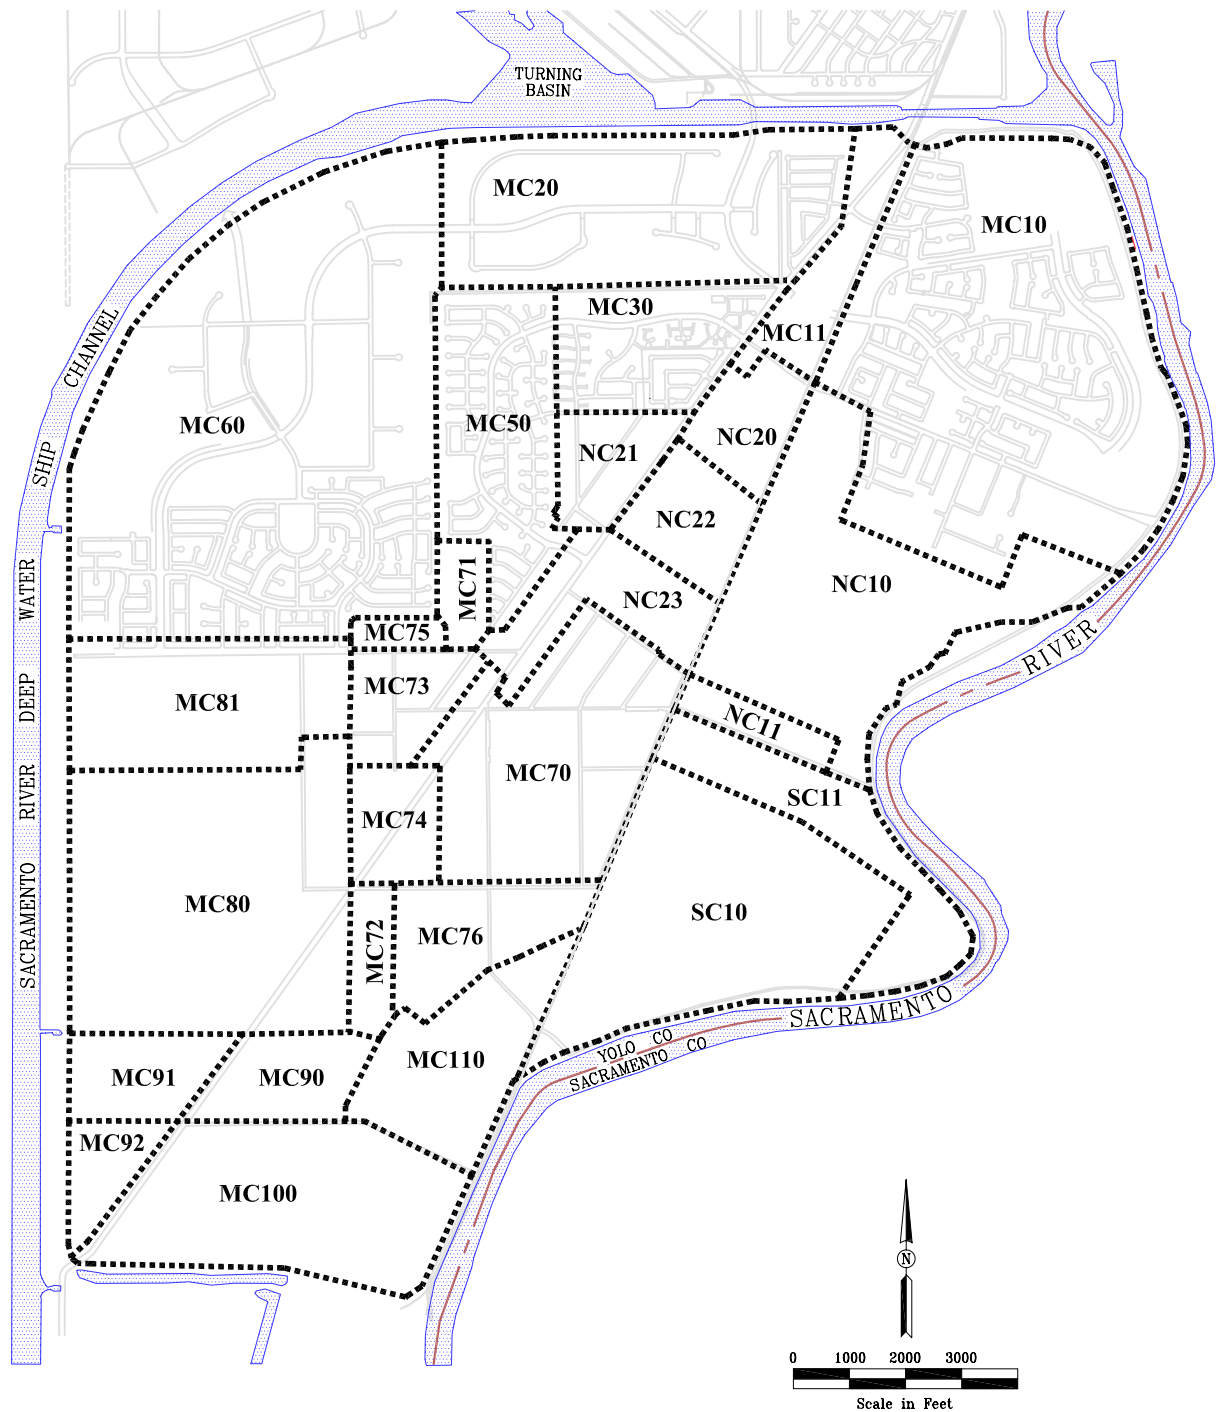 TURNING
BASIN
MC20
MC10
MC30
MC11
CHANNEL
MC60
MC50
NC20
NC21
SHIP
NC22
WATER
MC71
NC10
NC23
MC75
RIVER
MC73
DEEP
MC81
NC11
MC70
RIVER
SC11
MC74
MC80
SC10
SACRAMENTO
MC72
MC76
SACRAMENTO
YOLO CO
SACRAMENTO CO
MC110
MC91
MC90
MC92
MC100
N
0 1000 2000 3000
Scale in Feet